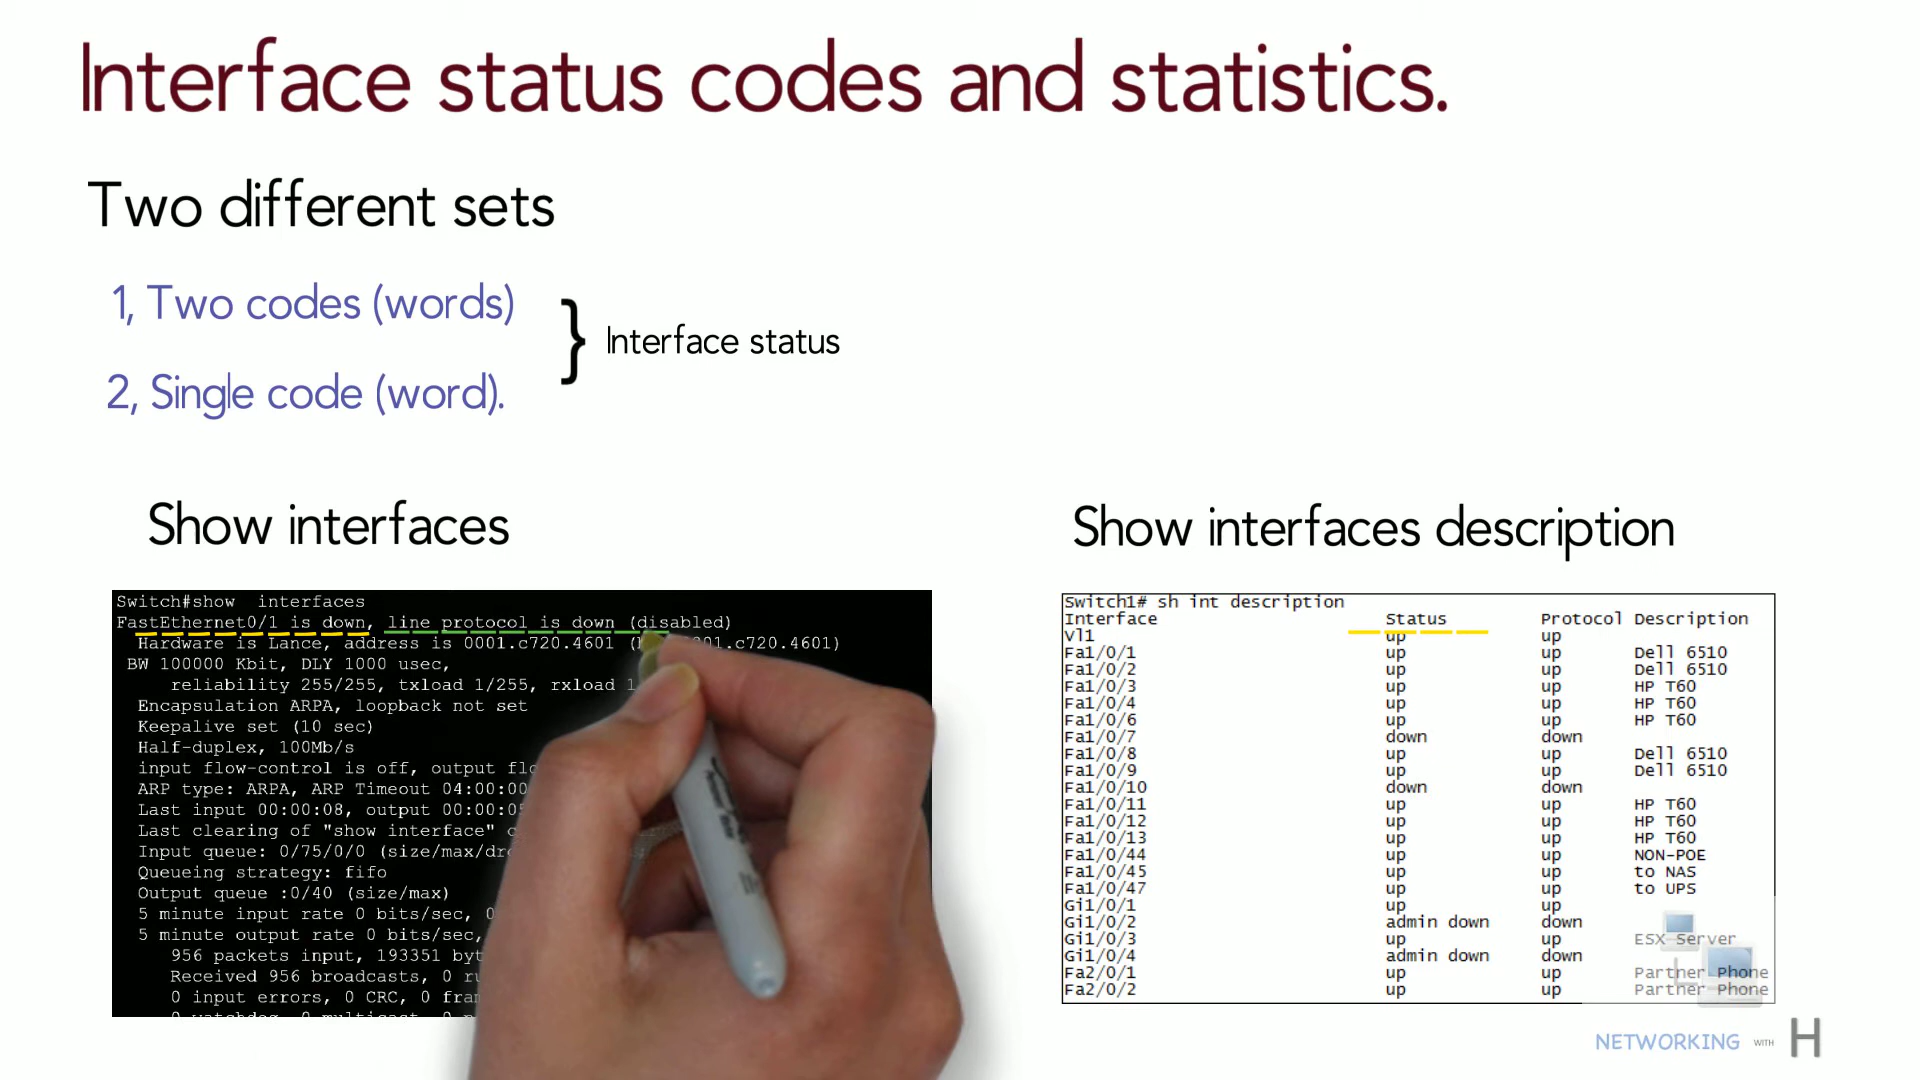 Interface status codes and statistics.
Two different sets
1, Two codes (words)
2, Single code (word).
} Interface status
Show interfaces
Switch#show interfaces
FastEthernet0/1 is down, line protocol is down (disabled)
Hardware is Lance, address is 0001.c720.4601 (01.c720.4601)
BW 100000 Kbit, DLY 1000 usec,
reliability 255/255, txload 1/255, rxload
Encapsulation ARPA, loopback not set
Keepalive set (10 sec)
Half-duplex, 100Mb/s
input flow-control is off, output
ARP type: ARPA, ARP Timeout 04:00:00
Last input 00:00:08, output
Last clearing of "show interface"
Input queue: 0/75/0/0
Queueing strategy: fifo
Output queue :0/40 (size/max)
5 minute input rate 0 bits/sec,
5 minute output rate 0 bits/sec,
956 packets input, 193351
Received 956 broadcasts, 0
0 input errors, 0 CRC, 0
0 watchdog, 0 multicast, 0
Show interfaces description
Switch1# sh int description
Interface Status Protocol Description
Vl1 up up
Fa1/0/1 up up Dell 6510
Fa1/0/2 up up Dell 6510
Fa1/0/3 up up HP T60
Fa1/0/4 up up HP T60
Fa1/0/6 up up HP T60
Fa1/0/7 down down
Fa1/0/8 up up Dell 6510
Fa1/0/9 up up Dell 6510
Fa1/0/10 down down
Fa1/0/11 up up HP T60
Fa1/0/12 up up HP T60
Fa1/0/13 up up HP T60
Fa1/0/44 up up NON-POE
Fa1/0/45 up up to NAS
Fa1/0/47 up up to UPS
Gi1/0/1 up up
Gi1/0/2 admin down down
Gi1/0/3 up up ESX Server
Gi1/0/4 admin down down
Fa2/0/1 up up Partner Phone
Fa2/0/2 up up Partner Phone
NETWORKING WITH H